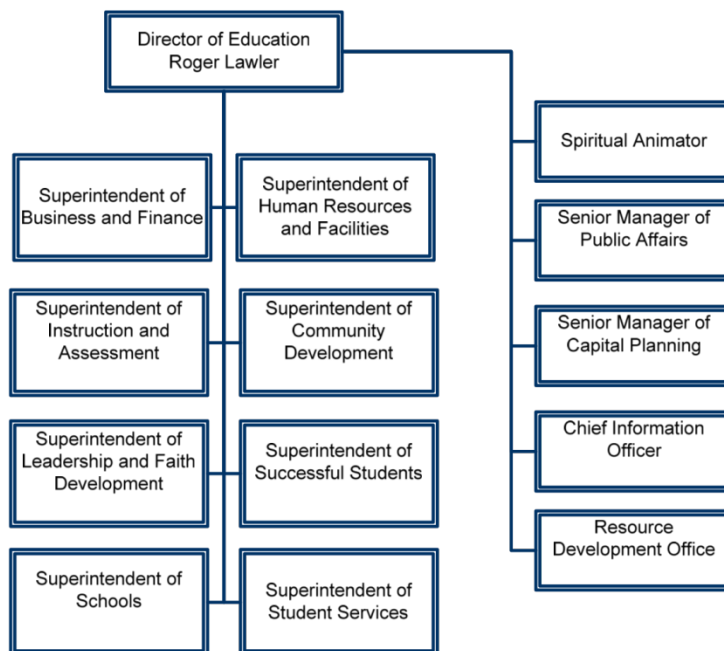 Director of Education
Roger Lawler
Superintendent of
Business and Finance
Superintendent of
Human Resources
and Facilities
Superintendent of
Instruction and
Assessment
Superintendent of
Community
Development
Superintendent of
Leadership and Faith
Development
Superintendent of
Successful Students
Superintendent of
Schools
Superintendent of
Student Services
Spiritual Animator
Senior Manager of
Public Affairs
Senior Manager of
Capital Planning
Chief Information
Officer
Resource
Development Office